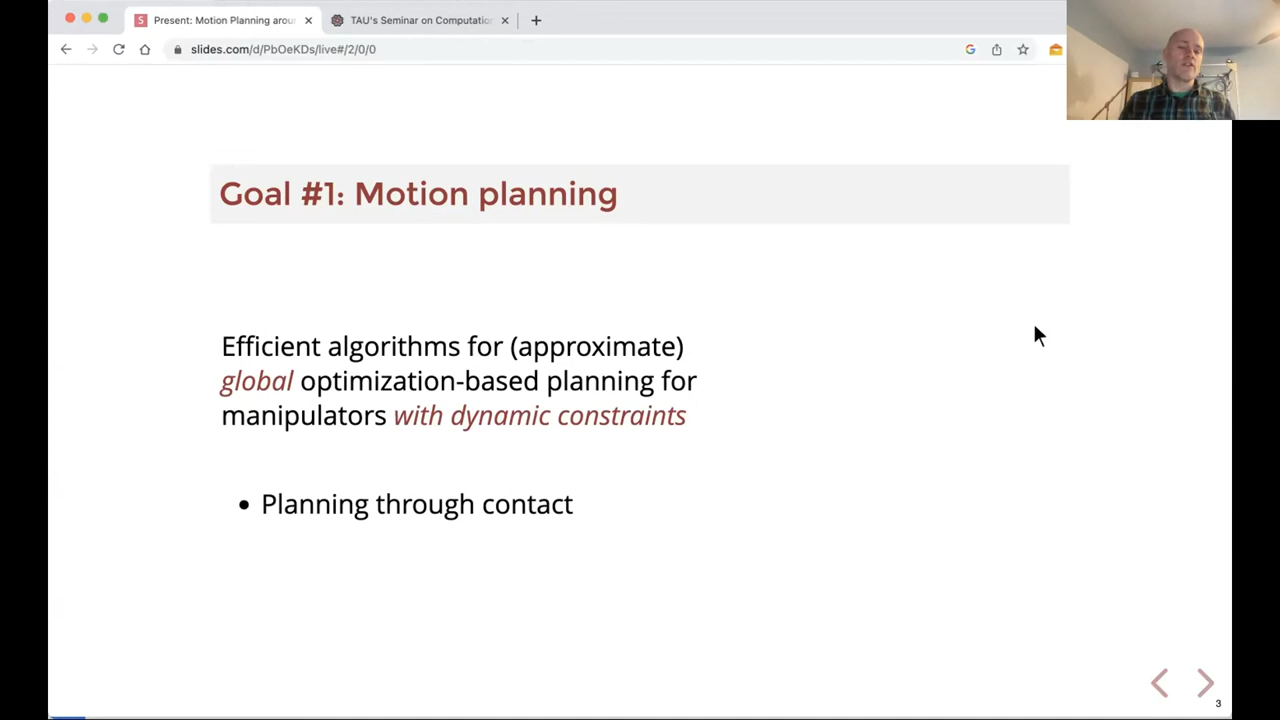 Present: Motion Planning arou
TAU's Seminar on Computatio
slides.com/d/PbOeKDs/live#/2/0/0
Goal #1: Motion planning
Efficient algorithms for (approximate)
global optimization-based planning for
manipulators with dynamic constraints
• Planning through contact
3